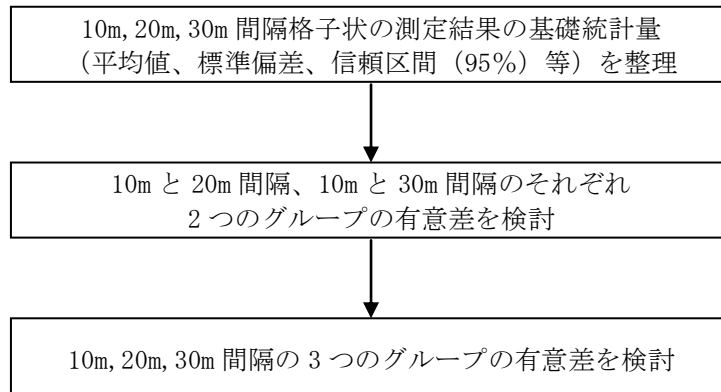 10m,20m,30m 間隔格子状の測定結果の基礎統計量
（平均値、標準偏差、信頼区間（95％）等）を整理
10m と 20m 間隔、10m と 30m 間隔のそれぞれ
2 つのグループの有意差を検討
10m,20m,30m 間隔の 3 つのグループの有意差を検討